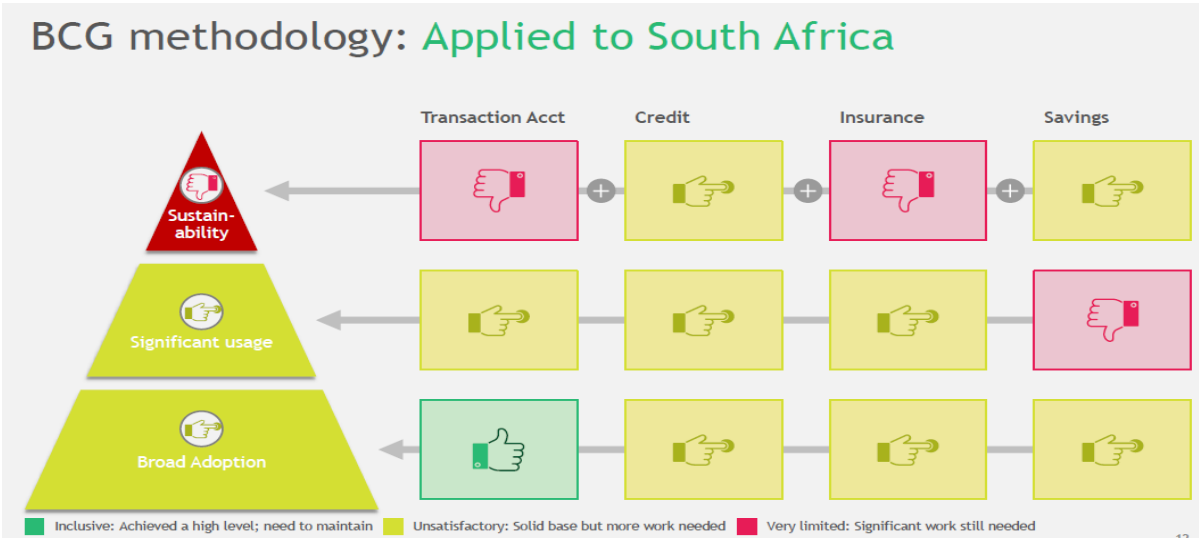 BCG methodology: Applied to South Africa
Transaction Acct
Credit
Insurance
Savings
Sustain-
ability
Significant usage
Broad Adoption
Inclusive: Achieved a high level; need to maintain
Unsatisfactory: Solid base but more work needed
Very limited: Significant work still needed